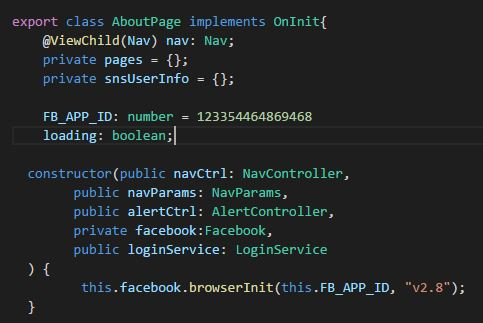 export class AboutPage implements OnInit{
@ViewChild(Nav) nav: Nav;
private pages = {};
private snsUserInfo = {};
FB_APP_ID: number = 123354464869468
loading: boolean;
constructor(public navCtrl: NavController,
public navParams: NavParams,
public alertCtrl: AlertController,
private facebook:Facebook,
public loginService: LoginService
) {
this.facebook.browserInit(this.FB_APP_ID, "v2.8");
}